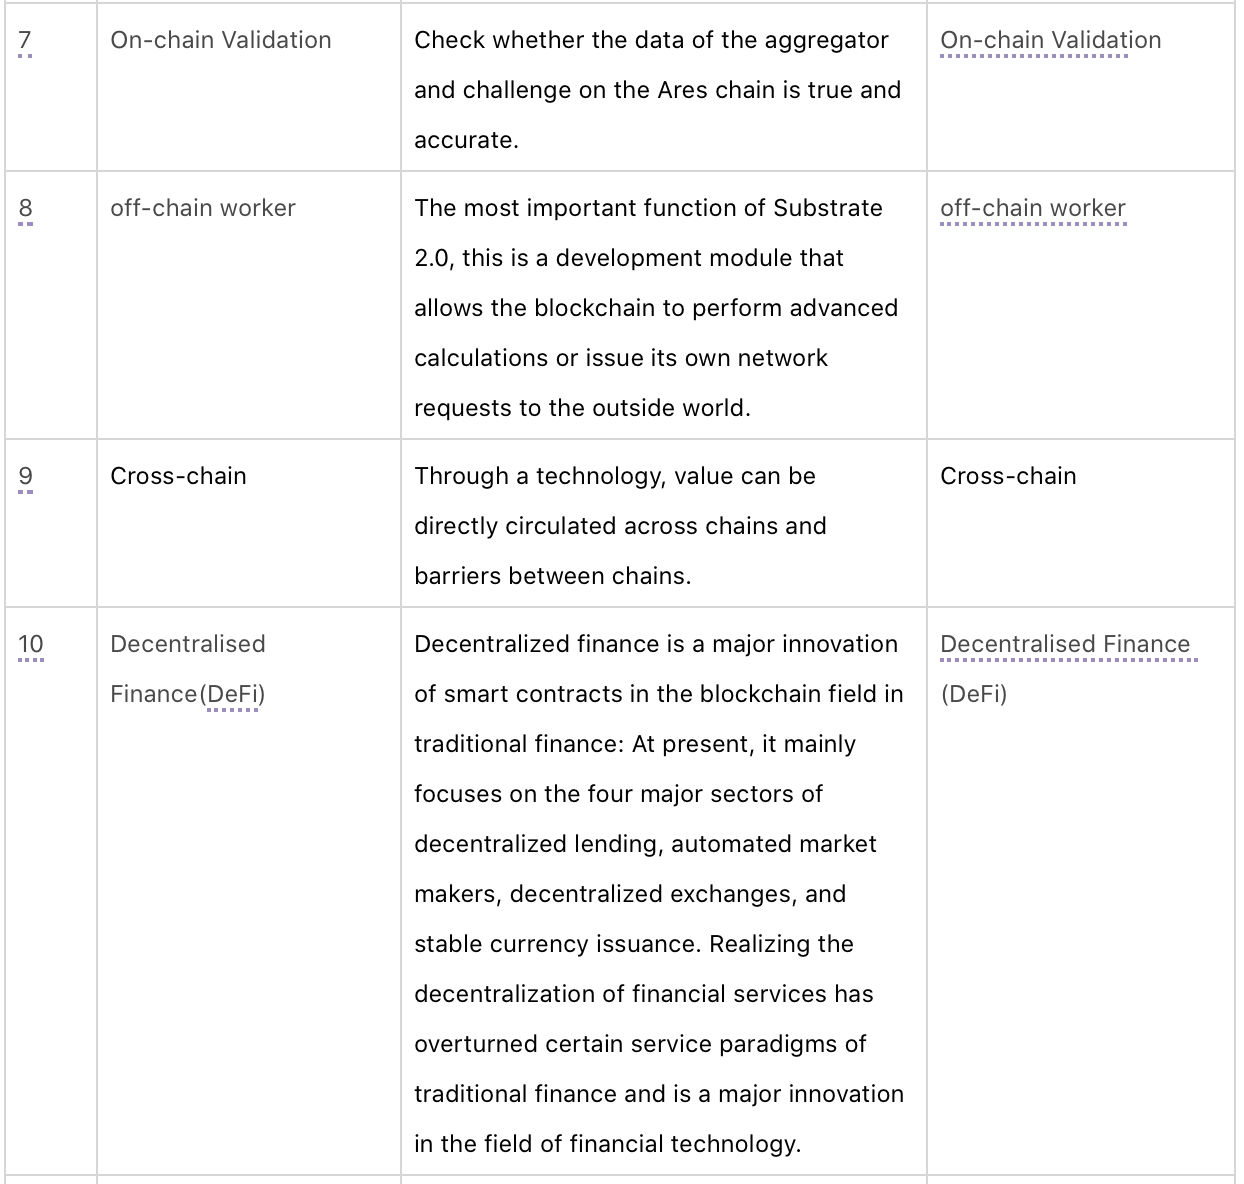 7
On-chain Validation
Check whether the data of the aggregator
and challenge on the Ares chain is true and
accurate.
On-chain Validation
8
off-chain worker
The most important function of Substrate
2.0, this is a development module that
allows the blockchain to perform advanced
calculations or issue its own network
requests to the outside world.
off-chain worker
9
Cross-chain
Through a technology, value can be
directly circulated across chains and
barriers between chains.
Cross-chain
10
Decentralised
Finance(DeFi)
Decentralized finance is a major innovation
of smart contracts in the blockchain field in
traditional finance: At present, it mainly
focuses on the four major sectors of
decentralized lending, automated market
makers, decentralized exchanges, and
stable currency issuance. Realizing the
decentralization of financial services has
overturned certain service paradigms of
traditional finance and is a major innovation
in the field of financial technology.
Decentralised Finance
(DeFi)